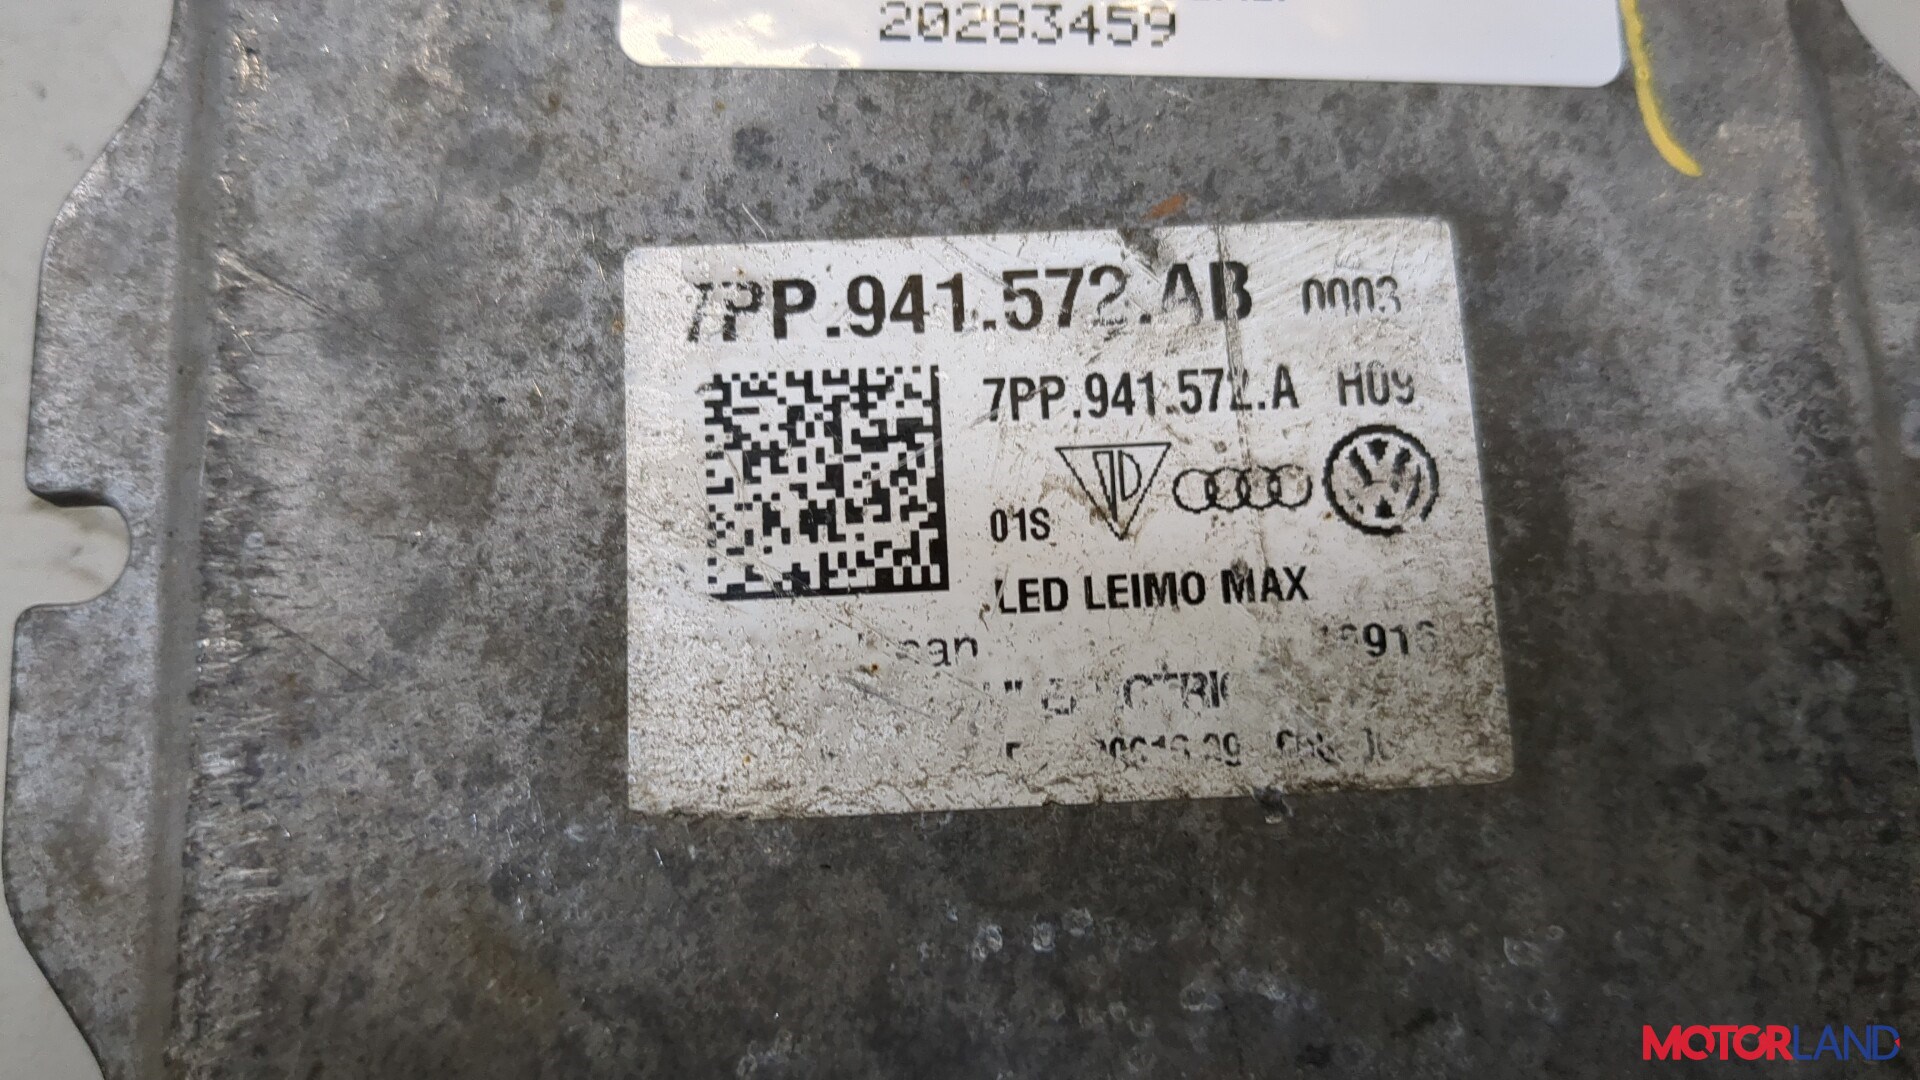 20283459
7PP.941.572.AB 0003
7PP.941.572.A H09
01S
LED LEIMO MAX
MOTORLAND